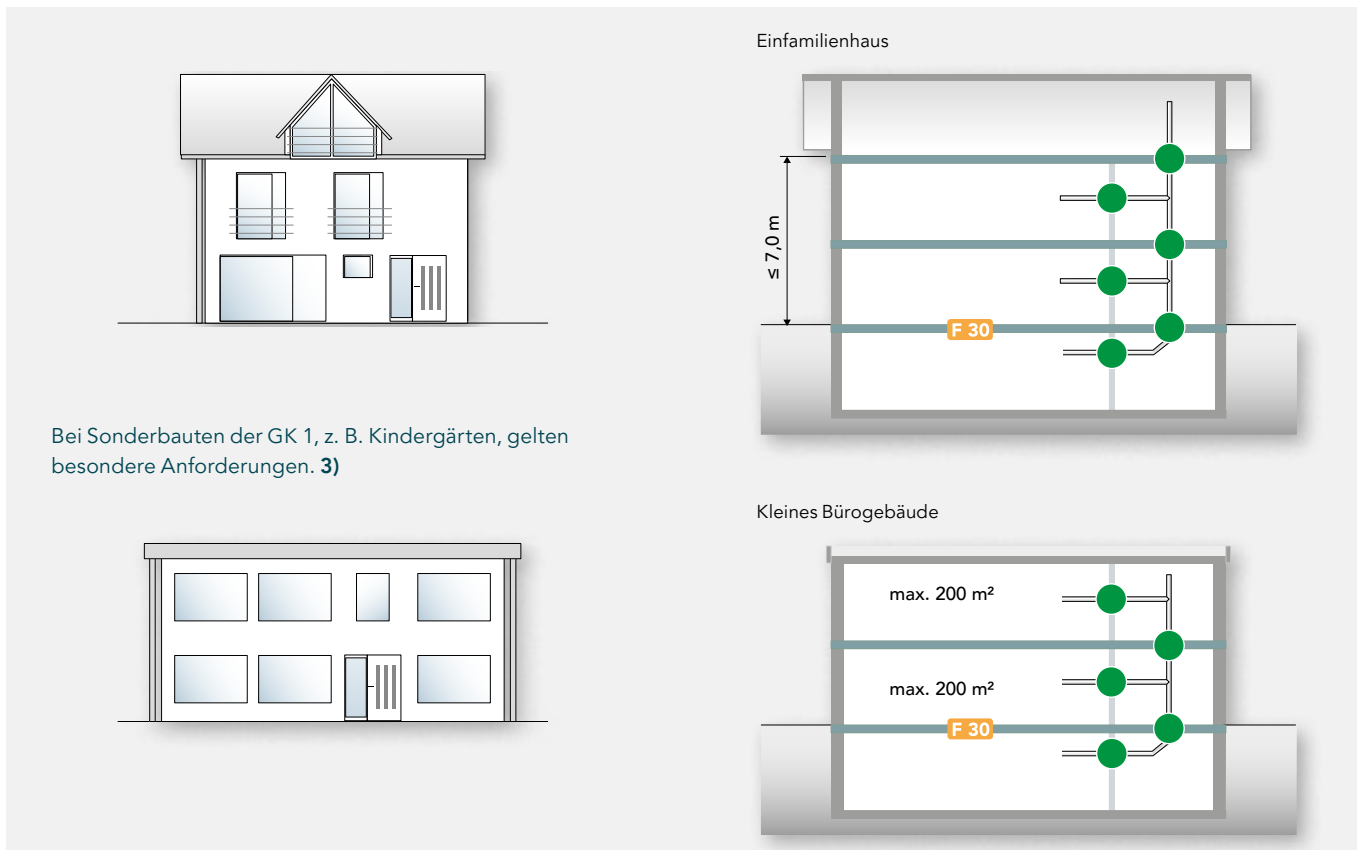 Einfamilienhaus
≤ 7,0 m
F 30
Bei Sonderbauten der GK 1, z. B. Kindergärten, gelten
besondere Anforderungen. 3)
Kleines Bürogebäude
max. 200 m²
max. 200 m²
F 30